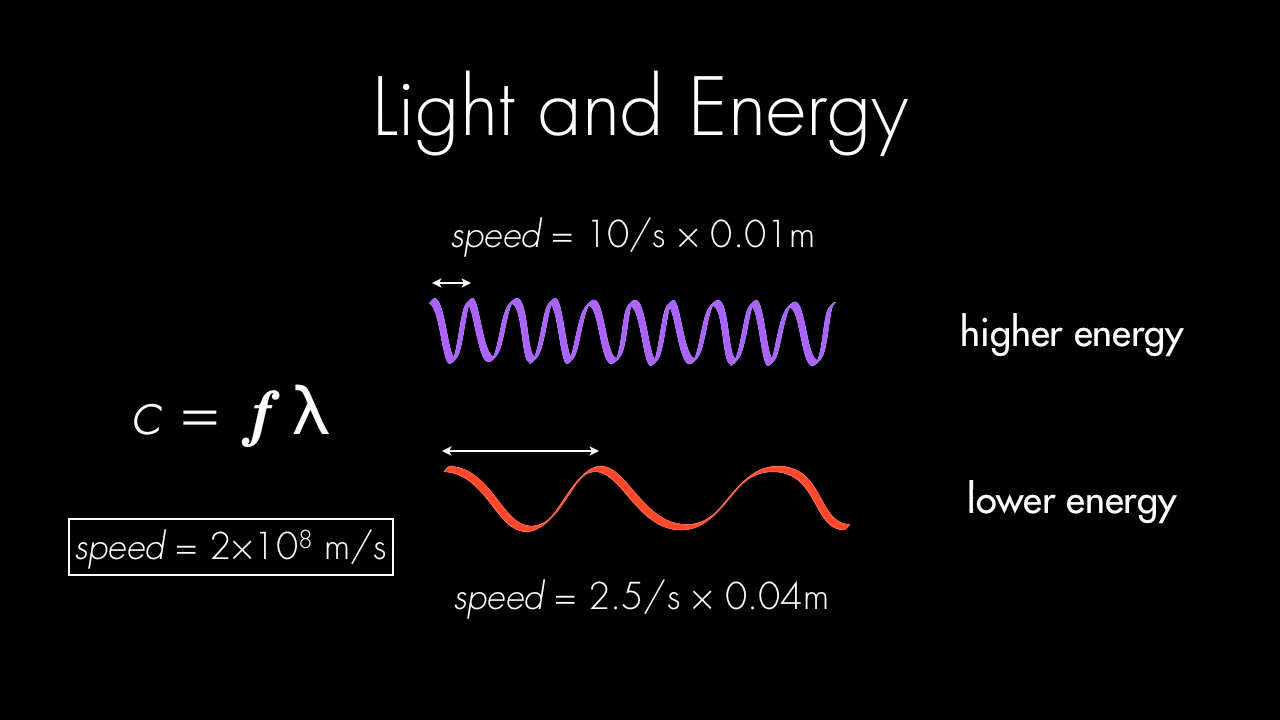 Light and Energy
speed = 10/s × 0.01m
higher energy
c = f λ
lower energy
speed = 2×10⁸ m/s
speed = 2.5/s × 0.04m